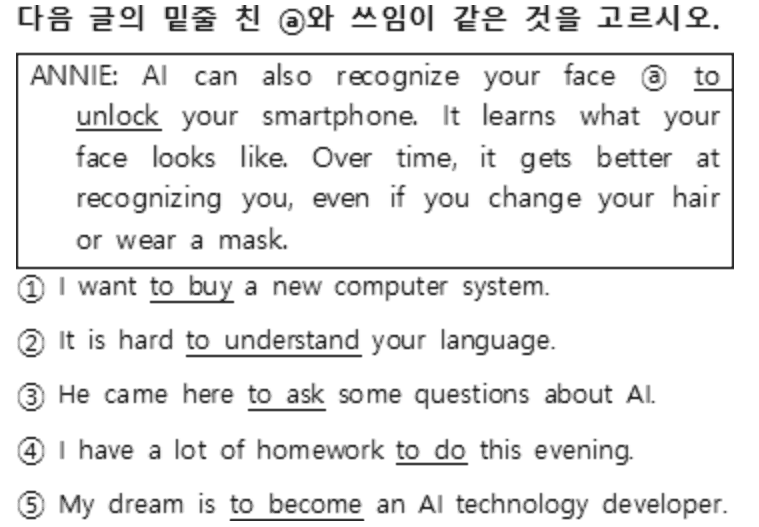 다음 글의 밑줄 친 ⓐ와 쓰임이 같은 것을 고르시오.
ANNIE: AI can also recognize your face ⓐ to
unlock your smartphone. It learns what your
face looks like. Over time, it gets better at
recognizing you, even if you change your hair
or wear a mask.
① I want to buy a new computer system.
② It is hard to understand your language.
③ He came here to ask some questions about AI.
④ I have a lot of homework to do this evening.
⑤ My dream is to become an AI technology developer.